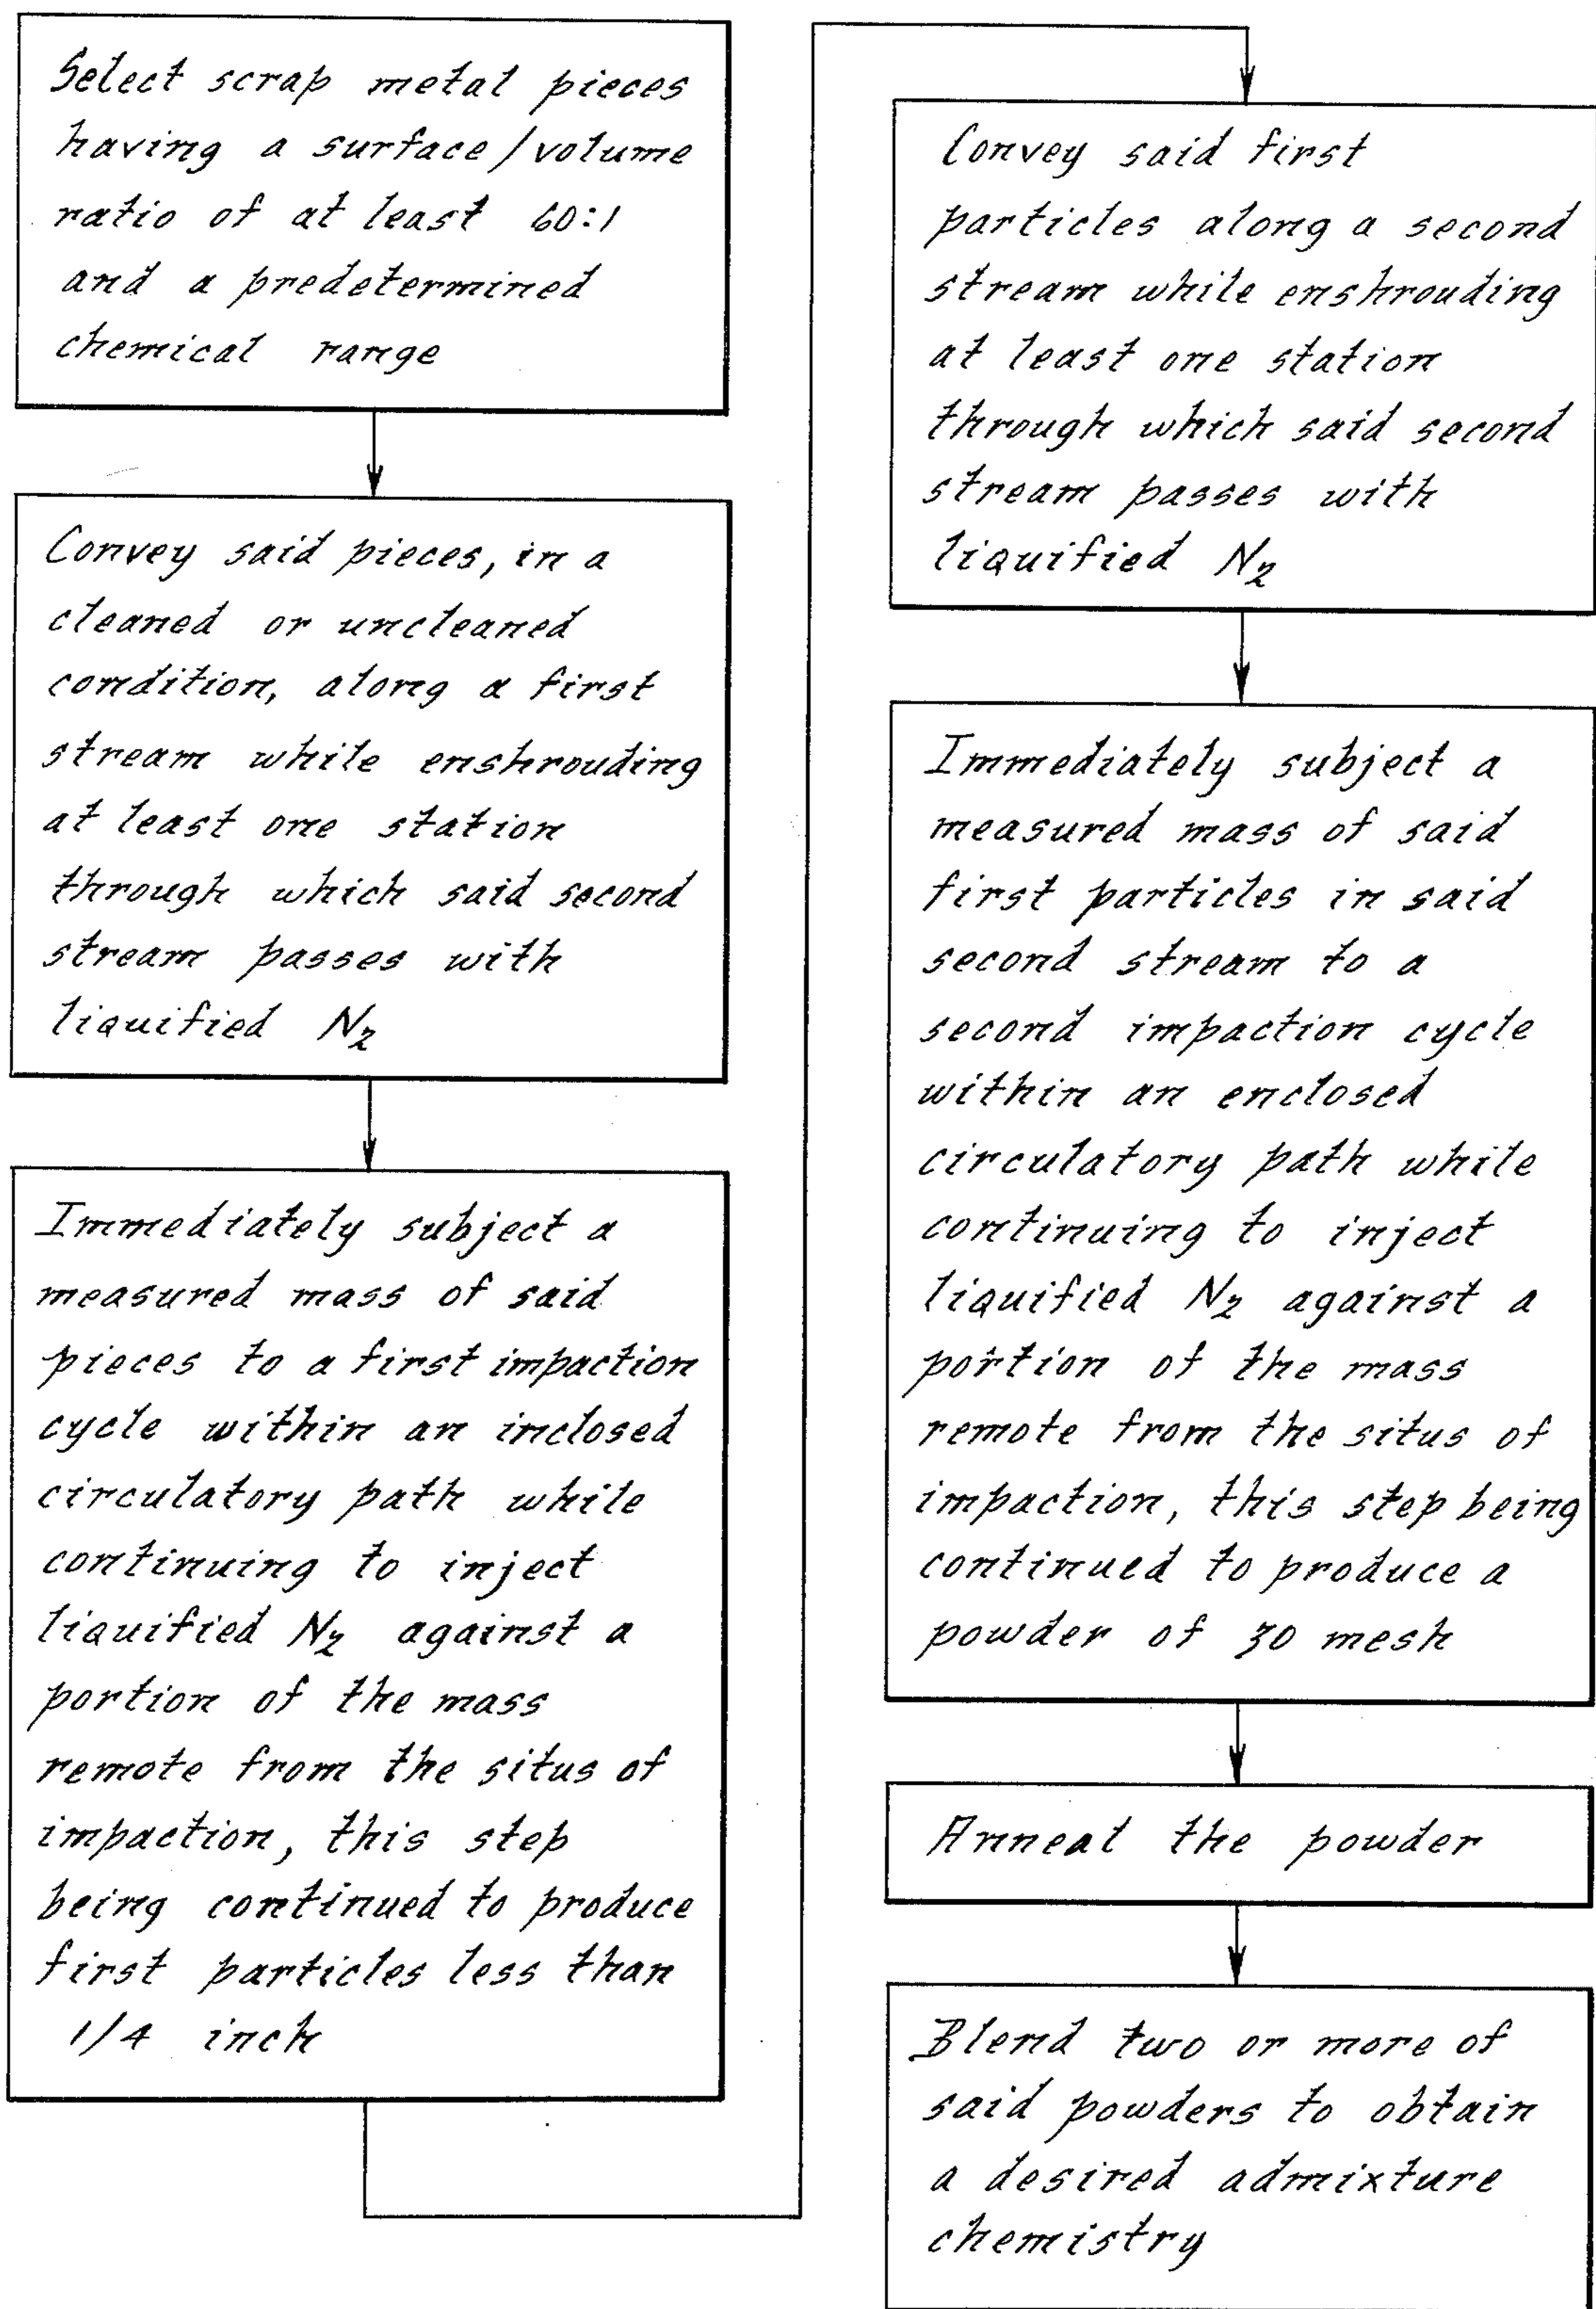 Select scrap metal pieces
having a surface/volume
ratio of at least 60:1
and a predetermined
chemical range
Convey said pieces, in a
cleaned or uncleaned
condition, along a first
stream while enshrouding
at least one station
through which said second
stream passes with
liquified N2
Immediately subject a
measured mass of said
pieces to a first impaction
cycle within an inclosed
circulatory path while
continuing to inject
liquified N2 against a
portion of the mass
remote from the situs of
impaction, this step
being continued to produce
first particles less than
1/4 inch
Convey said first
particles along a second
stream while enshrouding
at least one station
through which said second
stream passes with
liquified N2
Immediately subject a
measured mass of said
first particles in said
second stream to a
second impaction cycle
within an enclosed
circulatory path while
continuing to inject
liquified N2 against a
portion of the mass
remote from the situs of
impaction, this step being
continued to produce a
powder of 30 mesh
Anneal the powder
Blend two or more of
said powders to obtain
a desired admixture
chemistry